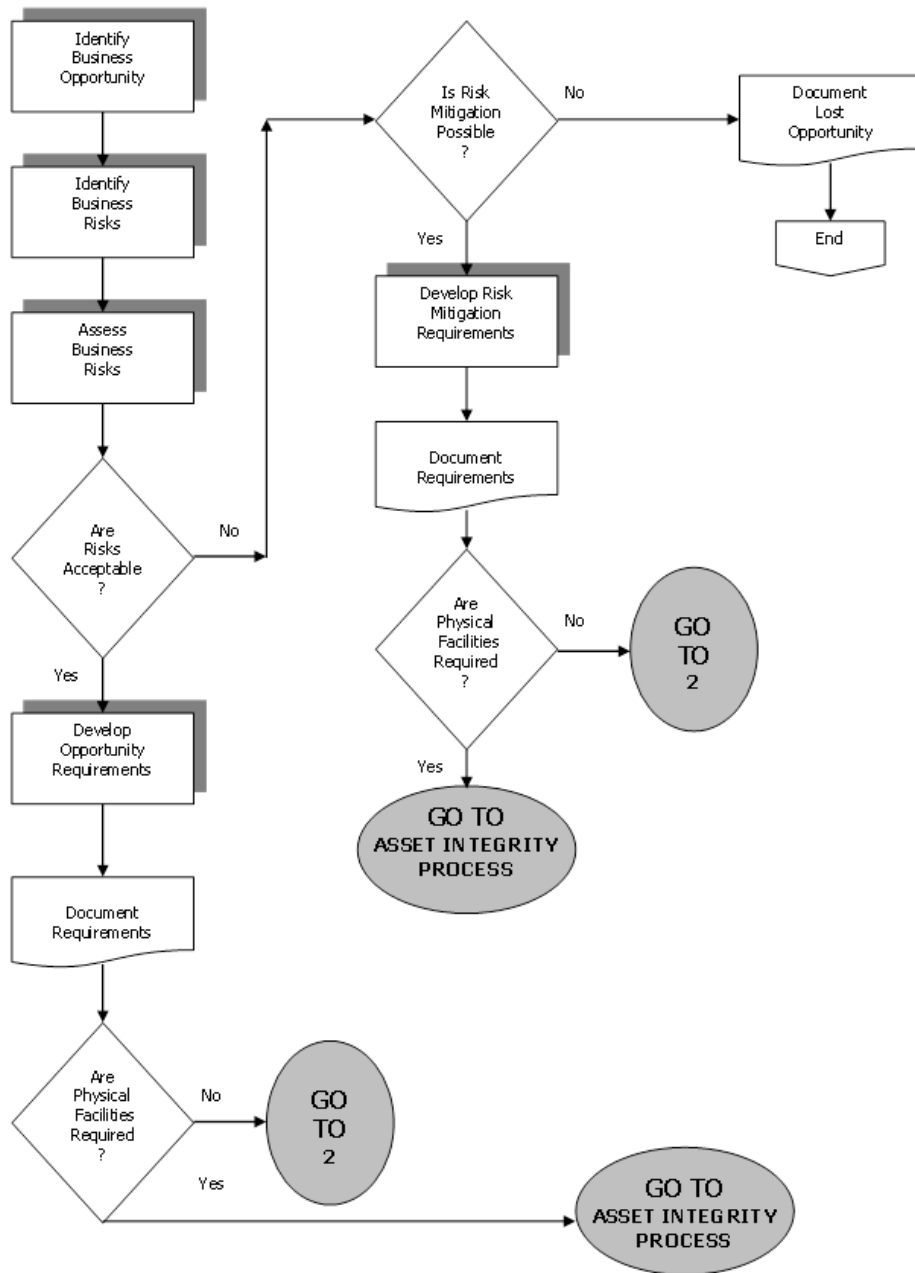 Identify
Business
Opportunity
Identify
Business
Risks
Assess
Business
Risks
Are
Risks
Acceptable
?
No
Yes
Develop
Opportunity
Requirements
Document
Requirements
Are
Physical
Facilities
Required
?
No
GO
TO
2
Yes
GO TO
ASSET INTEGRITY
PROCESS
Is Risk
Mitigation
Possible
?
No
Document
Lost
Opportunity
End
Yes
Develop Risk
Mitigation
Requirements
Document
Requirements
Are
Physical
Facilities
Required
?
No
GO
TO
2
Yes
GO TO
ASSET INTEGRITY
PROCESS